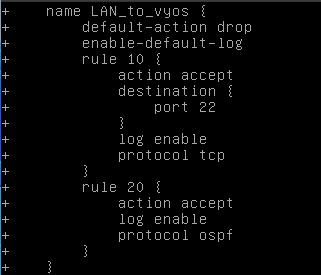 +    name LAN_to_vyos {
+        default-action drop
+        enable-default-log
+        rule 10 {
+            action accept
+            destination {
+                port 22
+            }
+            log enable
+            protocol tcp
+        }
+        rule 20 {
+            action accept
+            log enable
+            protocol ospf
+        }
+    }